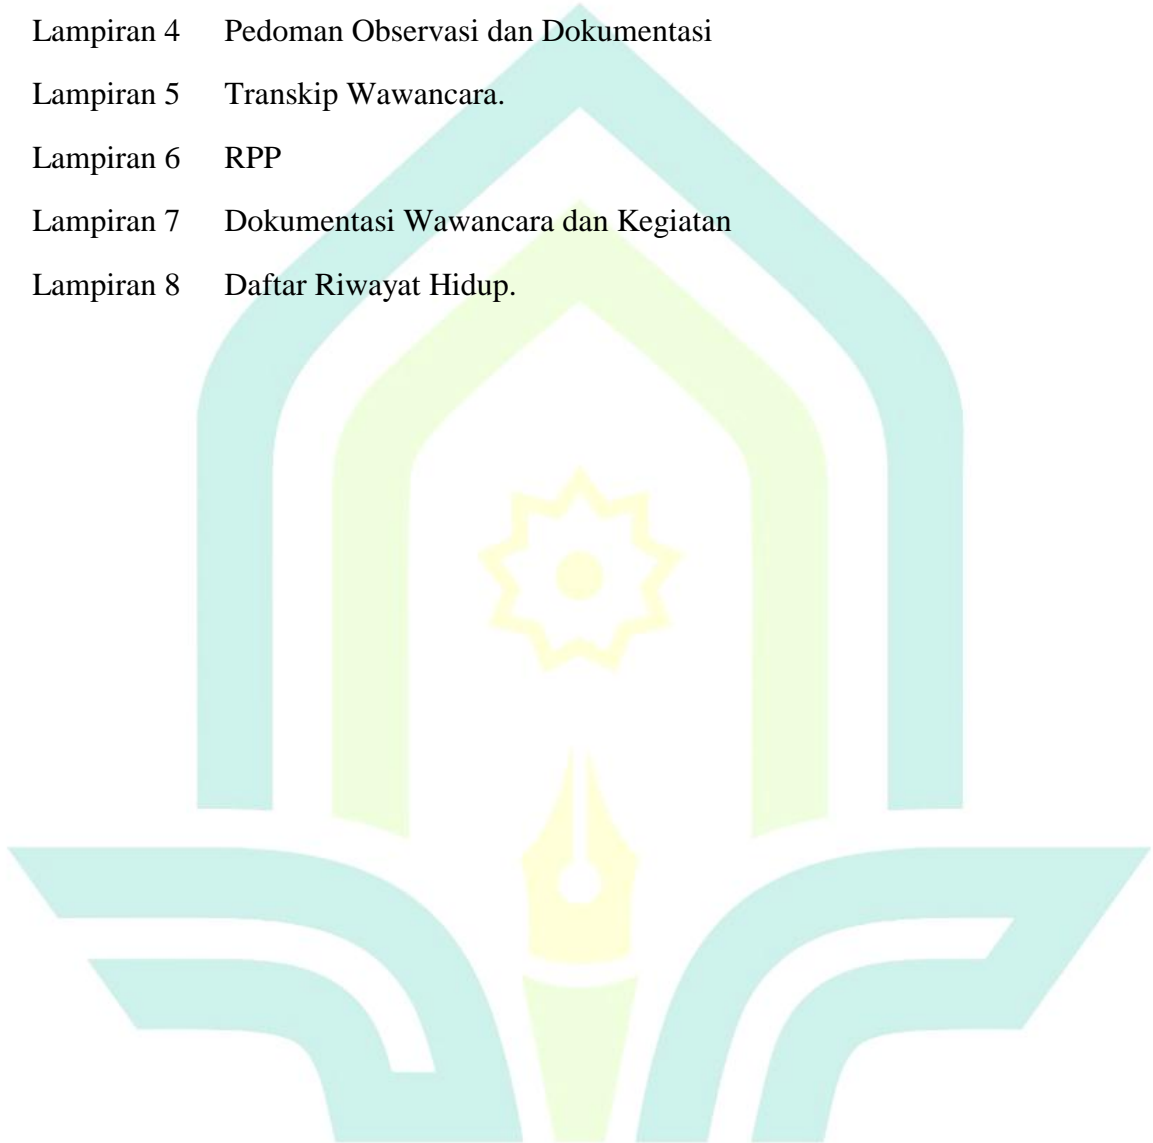 Lampiran 4 Pedoman Observasi dan Dokumentasi
Lampiran 5 Transkip Wawancara.
Lampiran 6 RPP
Lampiran 7 Dokumentasi Wawancara dan Kegiatan
Lampiran 8 Daftar Riwayat Hidup.